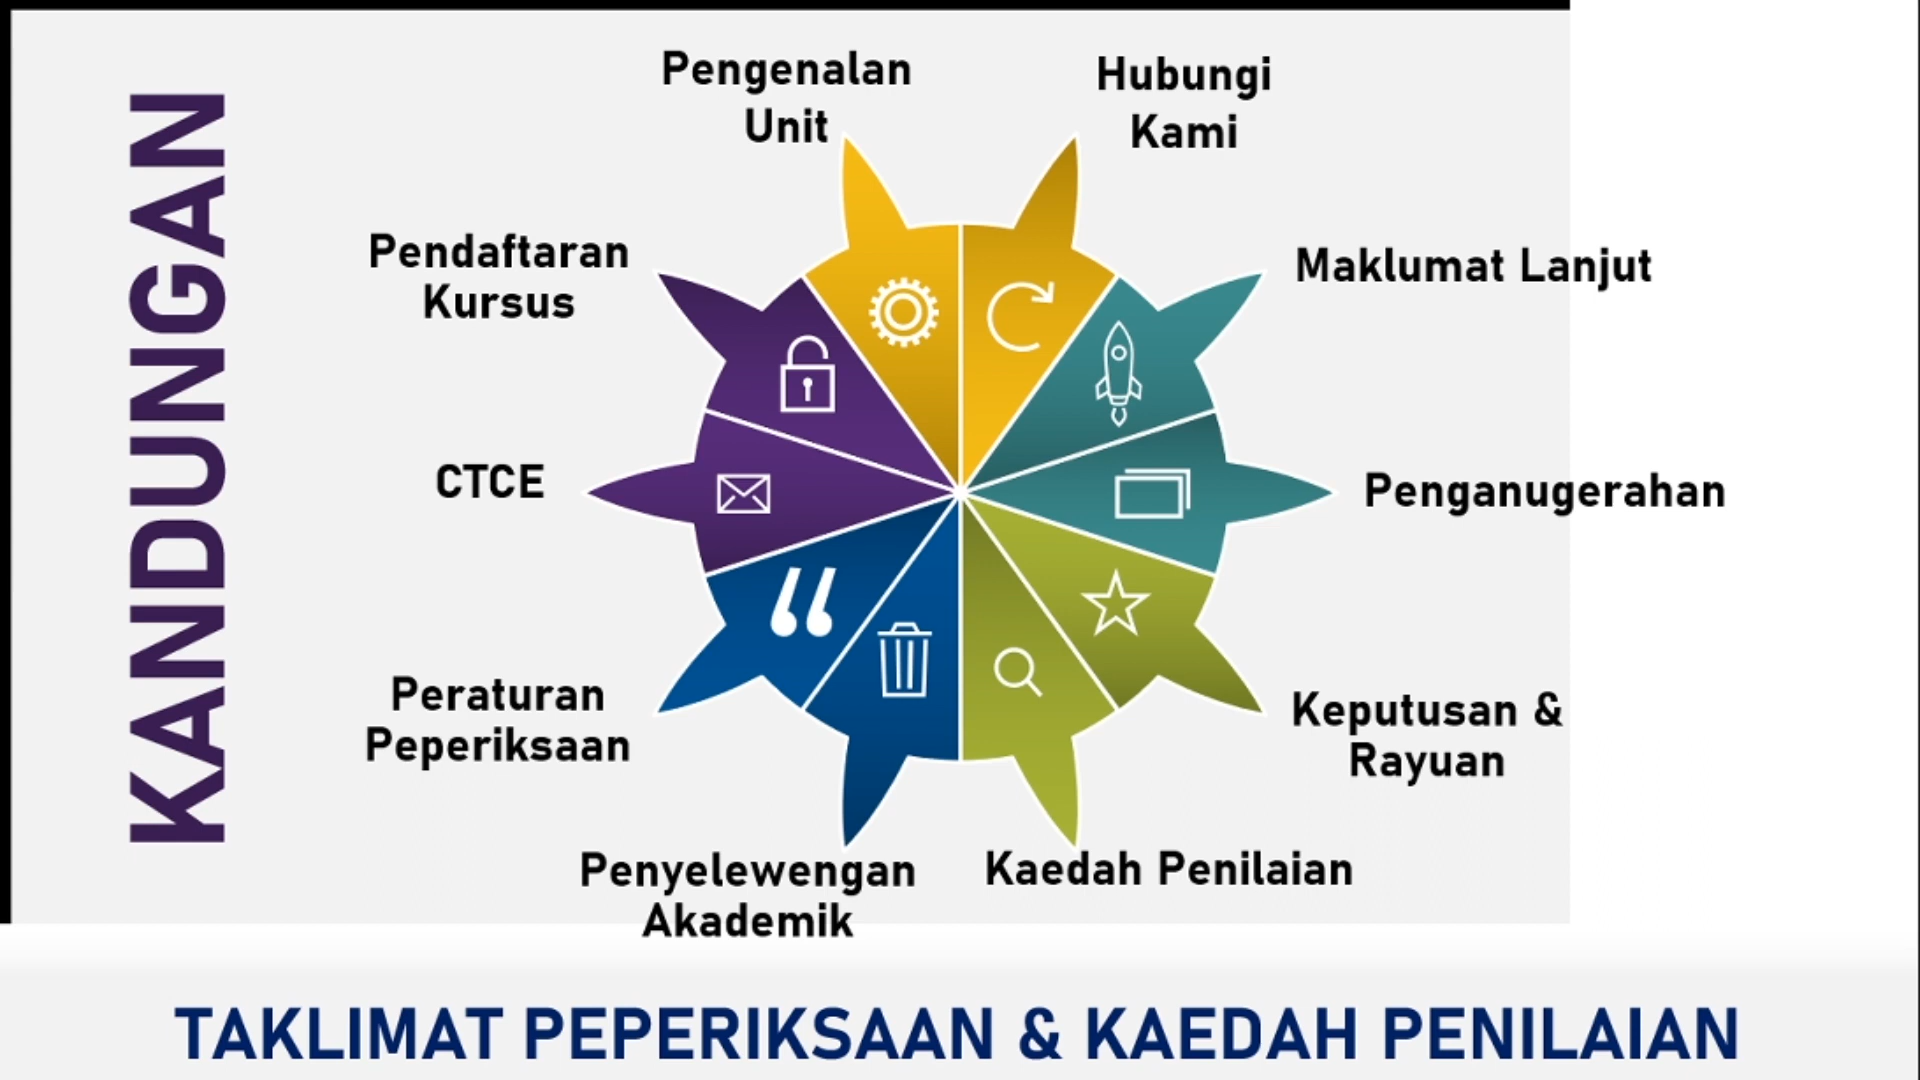 KANDUNGAN
Pengenalan
Unit
Hubungi
Kami
Pendaftaran
Kursus
Maklumat Lanjut
CTCE
Penganugerahan
Peraturan
Peperiksaan
Keputusan &
Rayuan
Penyelewengan
Akademik
Kaedah Penilaian
TAKLIMAT PEPERIKSAAN & KAEDAH PENILAIAN